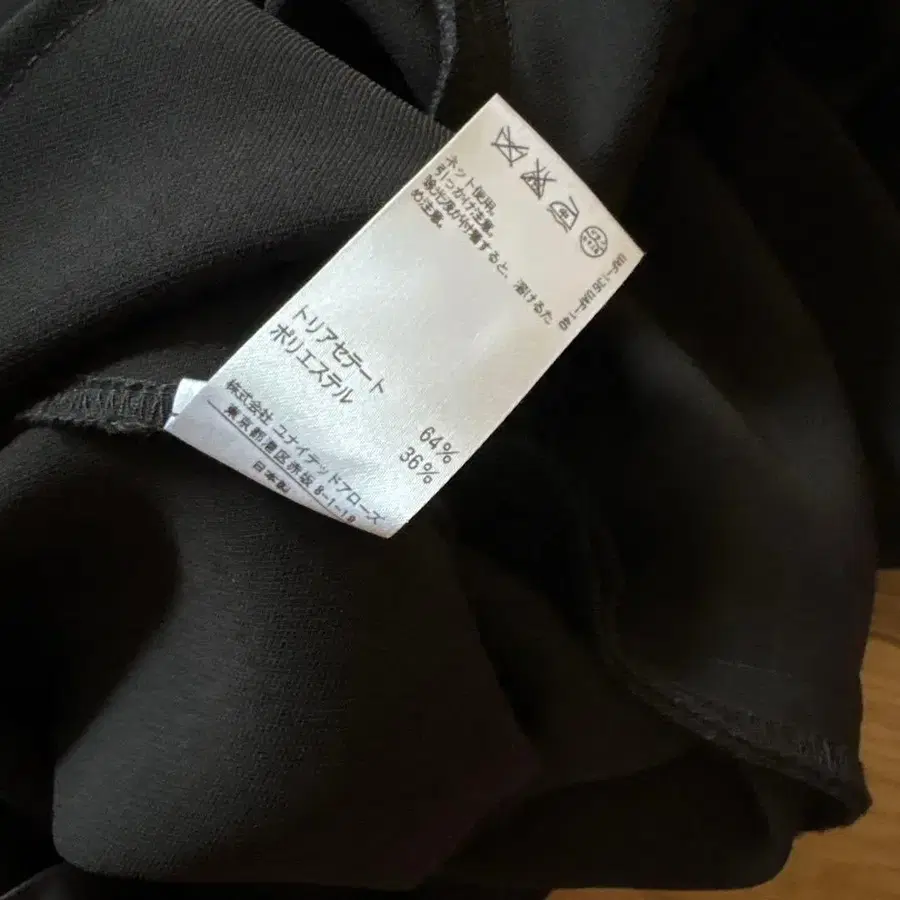 ネット使用。
引っかけ注意。
除光液が付着すると、溶けるた
め注意。
トリアセテート 64%
ポリエステル 36%
株式会社 ユナイテッドアローズ
東京都港区赤坂 8-1-19
日本製